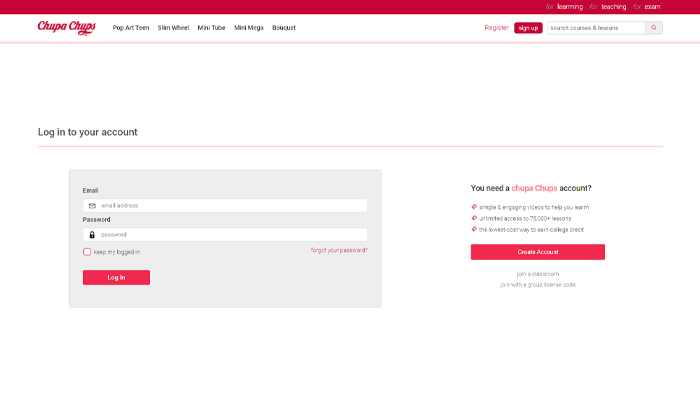 for learnimg for teaching for exam
Chupa Chups Pop Art Teen Slim Wheel Mini Tube Mini Mega Bouquet Register sign up search courses & lessons
Log in to your account
Email
email address
Password
password
keep my logged in forgot your password?
Log in
You need a chupa Chups account?
simple & engaging videos to help you learm
unlimited access to 75,000+ lessons
the lowest-cost way to earn college credit
Create Account
join a classroom
join with a group license code